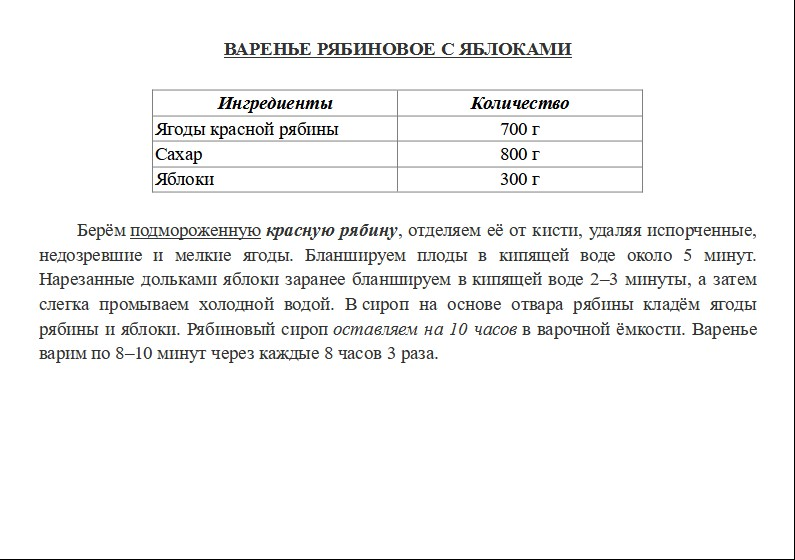 ВАРЕНЬЕ РЯБИНОВОЕ С ЯБЛОКАМИ
Ингредиенты Количество
Ягоды красной рябины 700 г
Сахар 800 г
Яблоки 300 г
Берём подмороженную красную рябину, отделяем её от кисти, удаляя испорченные,
недозревшие и мелкие ягоды. Бланшируем плоды в кипящей воде около 5 минут.
Нарезанные дольками яблоки заранее бланшируем в кипящей воде 2–3 минуты, а затем
слегка промываем холодной водой. В сироп на основе отвара рябины кладём ягоды
рябины и яблоки. Рябиновый сироп оставляем на 10 часов в варочной ёмкости. Варенье
варим по 8–10 минут через каждые 8 часов 3 раза.